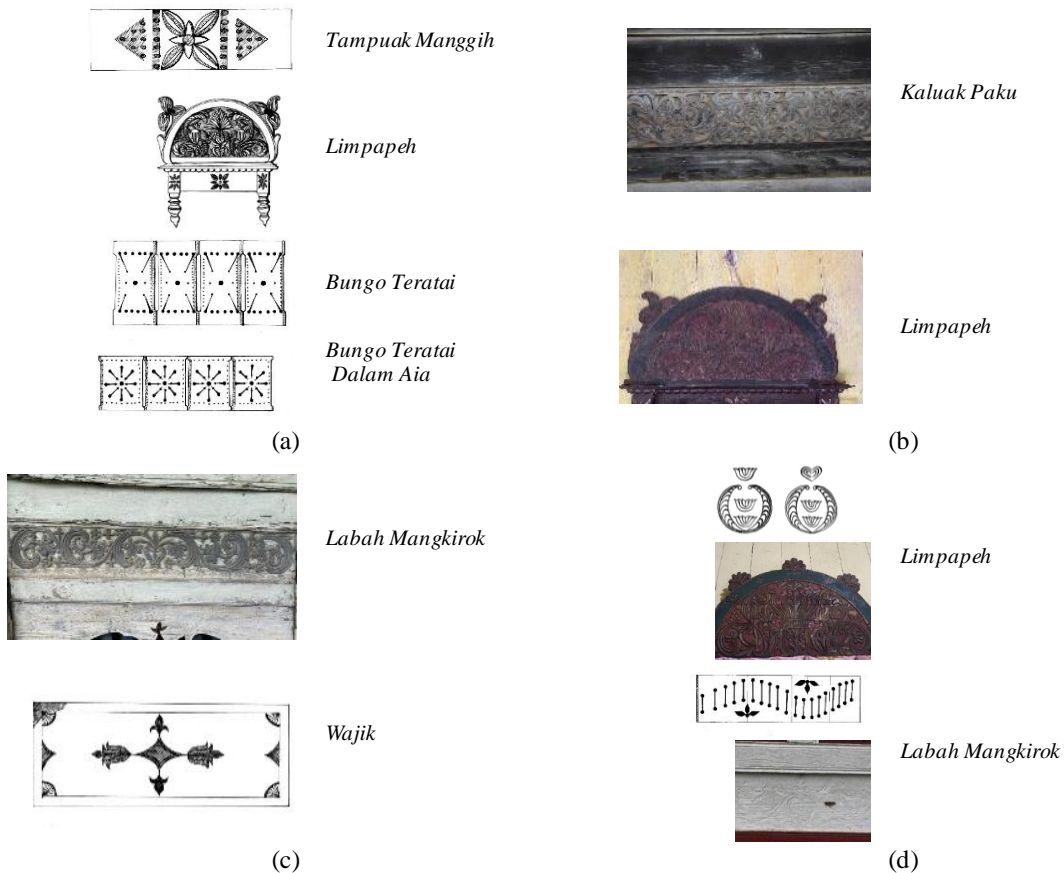 Tampuak Manggih
Limpapeh
Bungo Teratai
Bungo Teratai
Dalam Aia
(a)
Kaluak Paku
Limpapeh
(b)
Labah Mangkirok
Wajik
(c)
Limpapeh
Labah Mangkirok
(d)